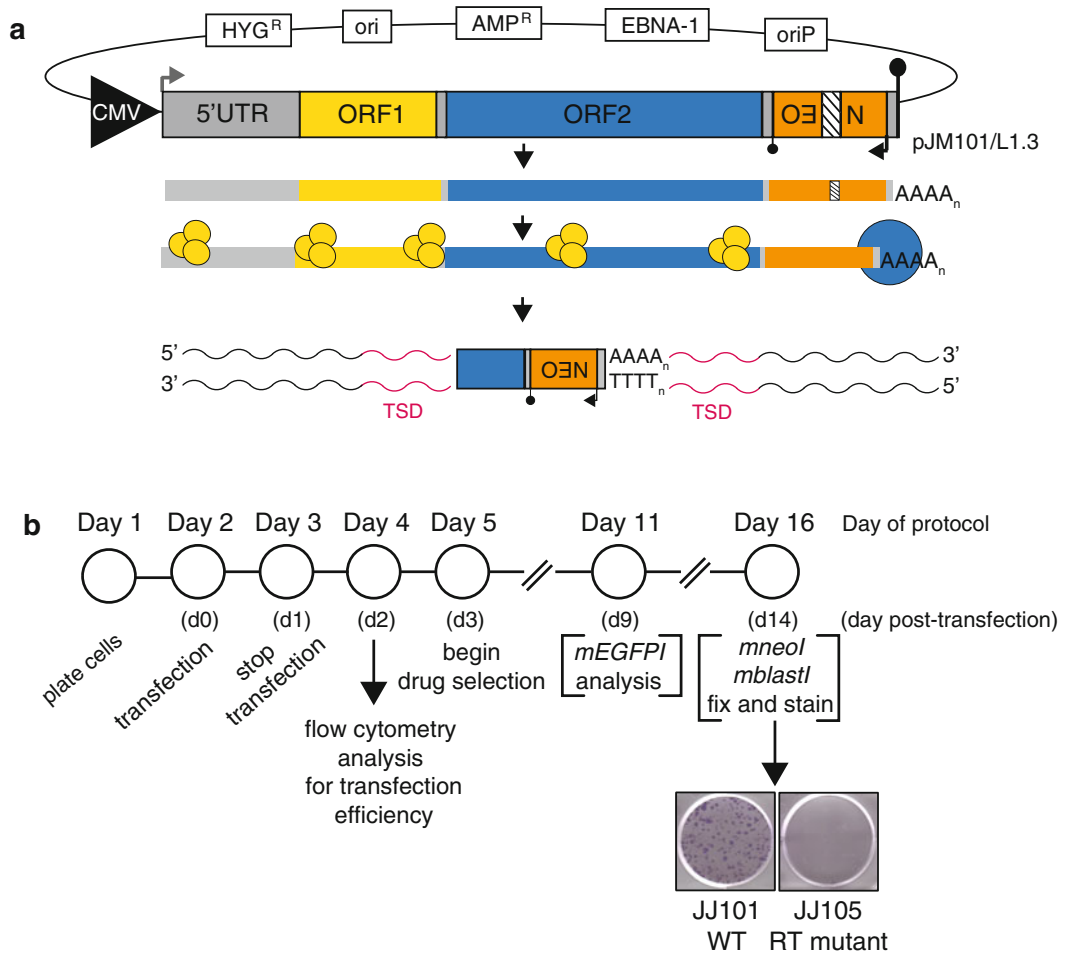 a
HYG^R
ori
AMP^R
EBNA-1
oriP
CMV
5'UTR
ORF1
ORF2
NEO
pJM101/L1.3
AAAA_n
AAAA_n
5'
AAAA_n
3'
3'
NEO
TTTT_n
5'
TSD
TSD
b
Day 1 Day 2 Day 3 Day 4 Day 5 Day 11 Day 16 Day of protocol
(d0) (d1) (d2) (d3) (d9) (d14) (day post-transfection)
plate cells
transfection
stop
transfection
flow cytometry
analysis
for transfection
efficiency
begin
drug selection
mEGFPI
analysis
mneoI
mblastI
fix and stain
JJ101
WT
JJ105
RT mutant